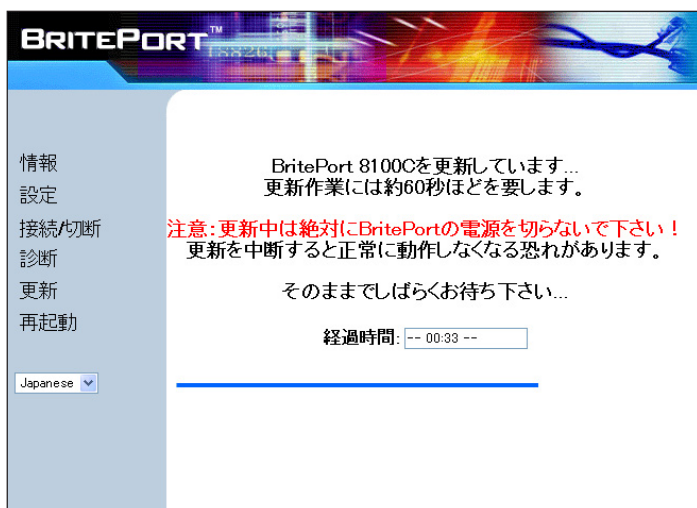 BRITEPORT™
情報
設定
接続/切断
診断
更新
再起動
Japanese
BritePort 8100Cを更新しています...
更新作業には約60秒ほどを要します。
注意:更新中は絶対にBritePortの電源を切らないで下さい!
更新を中断すると正常に動作しなくなる恐れがあります。
そのままでしばらくお待ち下さい...
経過時間: -- 00:33 --